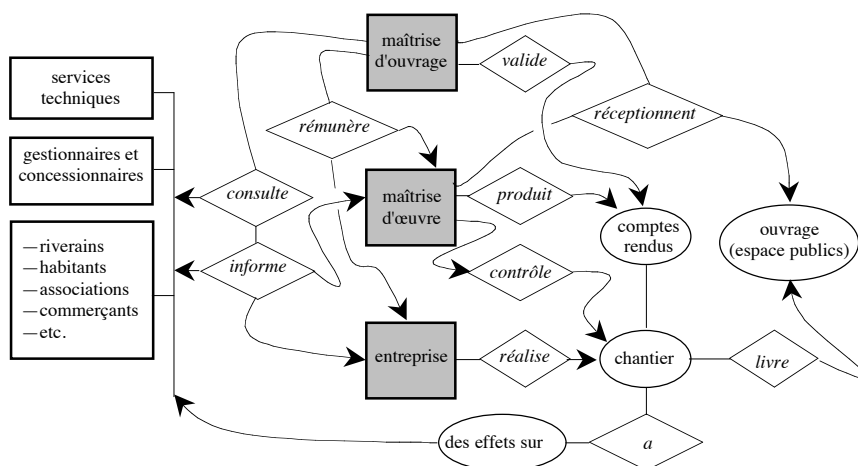 maîtrise
d'ouvrage
valide
services
techniques
rémunère
réceptionnent
gestionnaires et
concessionnaires
consulte
maîtrise
d'œuvre
produit
comptes
rendus
ouvrage
(espace publics)
—riverains
—habitants
—associations
—commerçants
—etc.
informe
contrôle
entreprise
réalise
chantier
livre
des effets sur
a